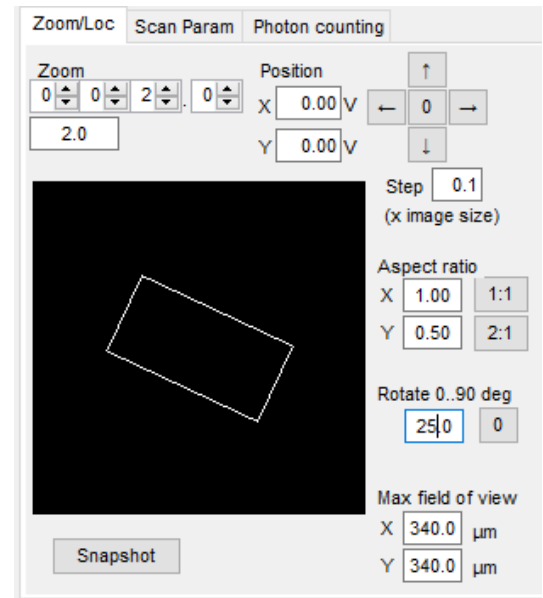 Zoom/Loc Scan Param Photon counting
Zoom Position ↑
0 0 2 . 0 X 0.00 V ← 0 →
2.0 Y 0.00 V ↓
Step 0.1
(x image size)
Aspect ratio
X 1.00 1:1
Y 0.50 2:1
Rotate 0..90 deg
25.0 0
Max field of view
X 340.0 µm
Snapshot Y 340.0 µm